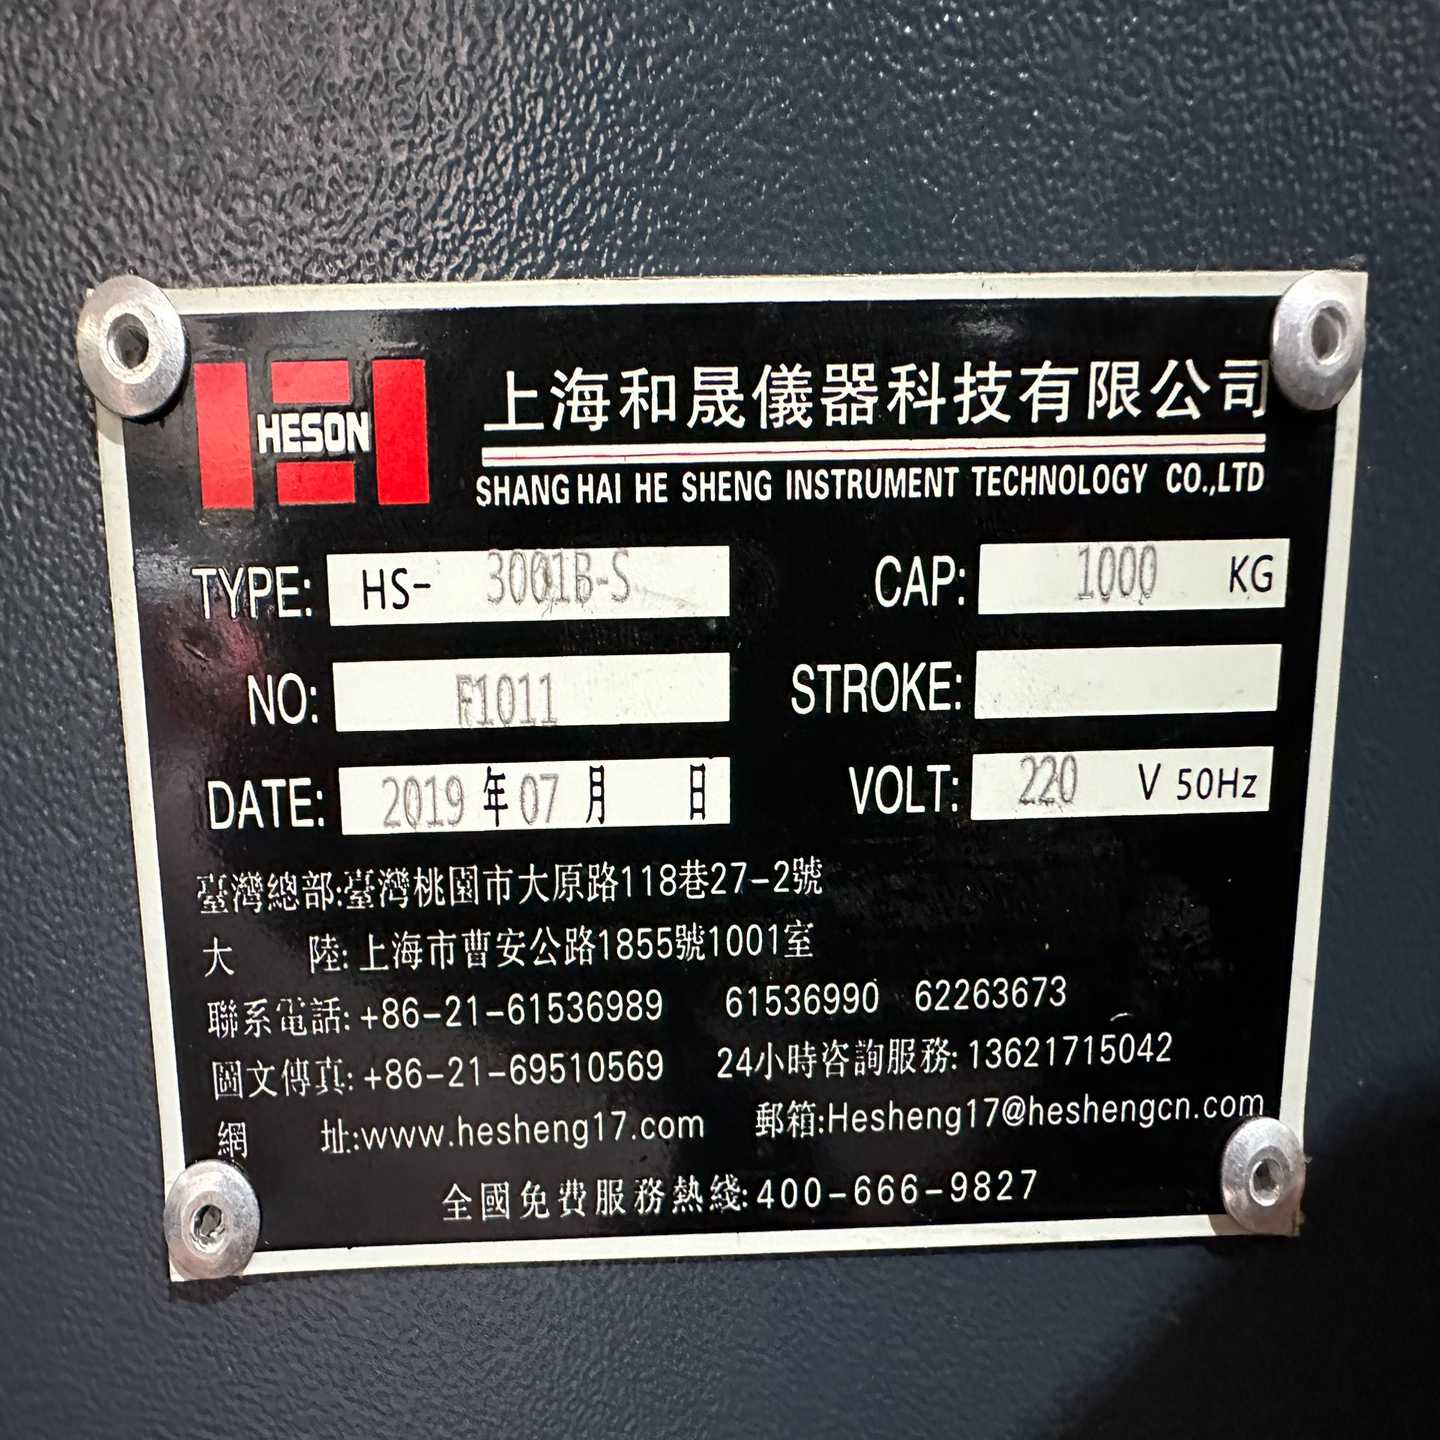 HESON
上海和晟儀器科技有限公司
SHANG HAI HE SHENG INSTRUMENT TECHNOLOGY CO.,LTD
TYPE: HS- 3001B-S CAP: 1000 KG
NO: F1011 STROKE:
DATE: 2019 年 07 月 日 VOLT: 220 V 50Hz
臺灣總部:臺灣桃園市大原路118巷27-2號
大 陸:上海市曹安公路1855號1001室
聯系電話:+86-21-61536989 61536990 62263673
圖文傳真:+86-21-69510569 24小時咨詢服務:13621715042
網 址:www.hesheng17.com 郵箱:Hesheng17@heshengcn.com
全國免費服務熱綫:400-666-9827